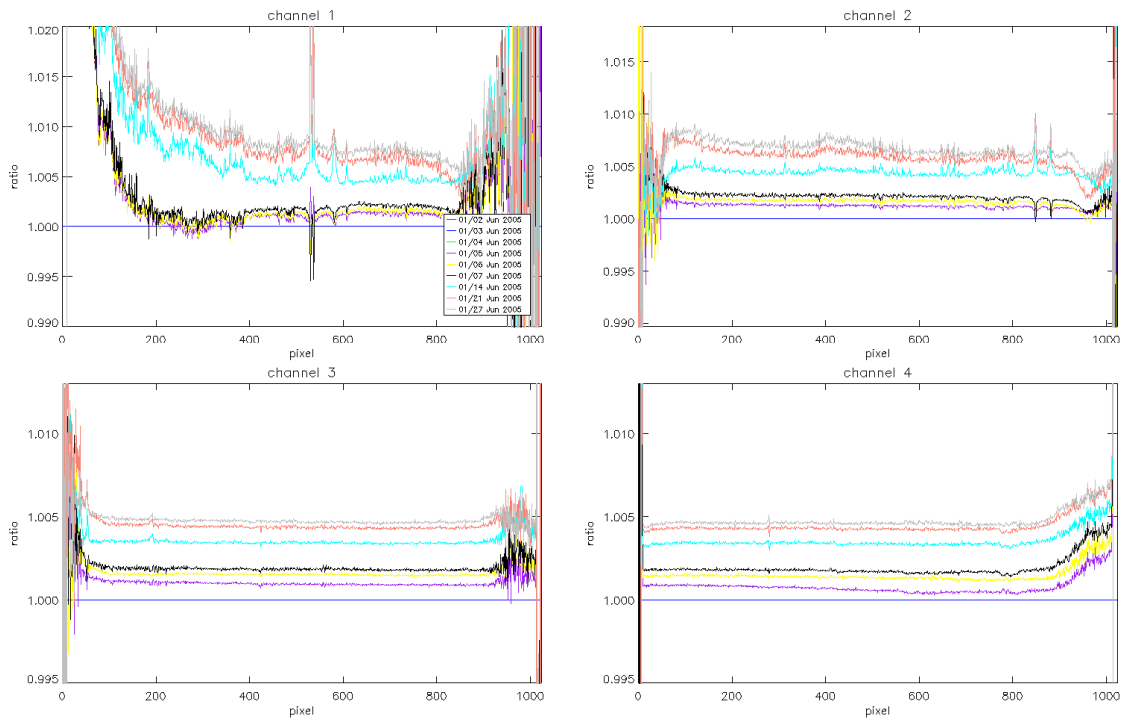 channel 1
1.020
1.015
1.010
1.005
1.000
0.995
0.990
ratio
01/02 Jun 2005
01/03 Jun 2005
01/04 Jun 2005
01/05 Jun 2005
01/06 Jun 2005
01/07 Jun 2005
01/14 Jun 2005
01/21 Jun 2005
01/27 Jun 2005
0 200 400 600 800 1000
pixel
channel 2
1.015
1.010
1.005
1.000
0.995
0.990
ratio
0 200 400 600 800 1000
pixel
channel 3
1.010
1.005
1.000
0.995
ratio
0 200 400 600 800 1000
pixel
channel 4
1.010
1.005
1.000
0.995
ratio
0 200 400 600 800 1000
pixel